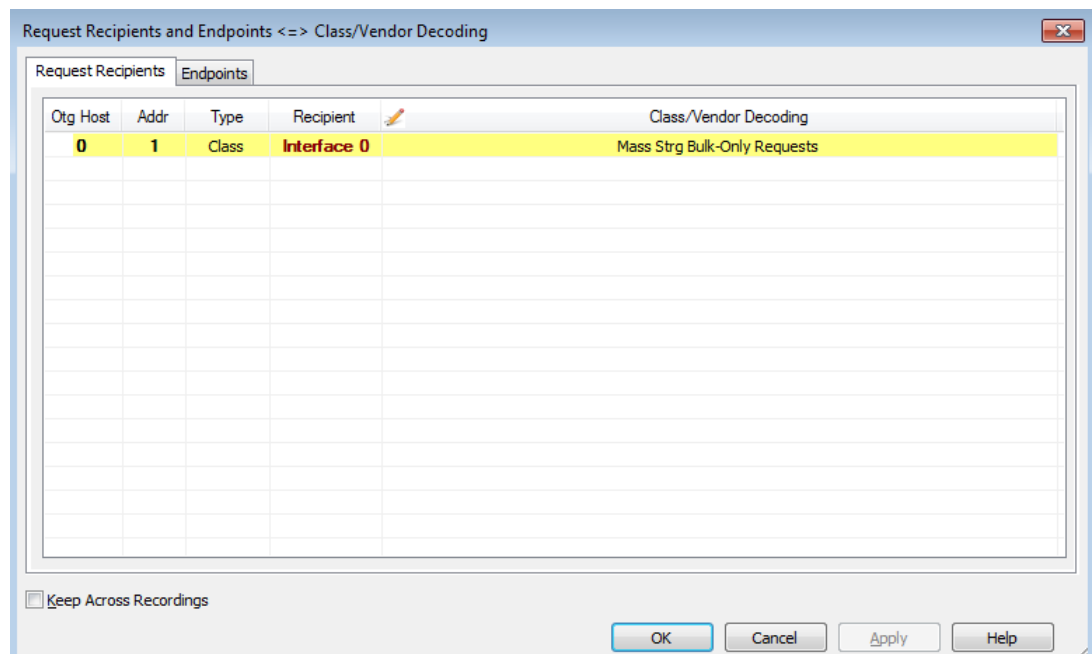 Request Recipients and Endpoints <=> Class/Vendor Decoding
Request Recipients Endpoints
Otg Host Addr Type Recipient Class/Vendor Decoding
0 1 Class Interface 0 Mass Strg Bulk-Only Requests
Keep Across Recordings
OK Cancel Apply Help